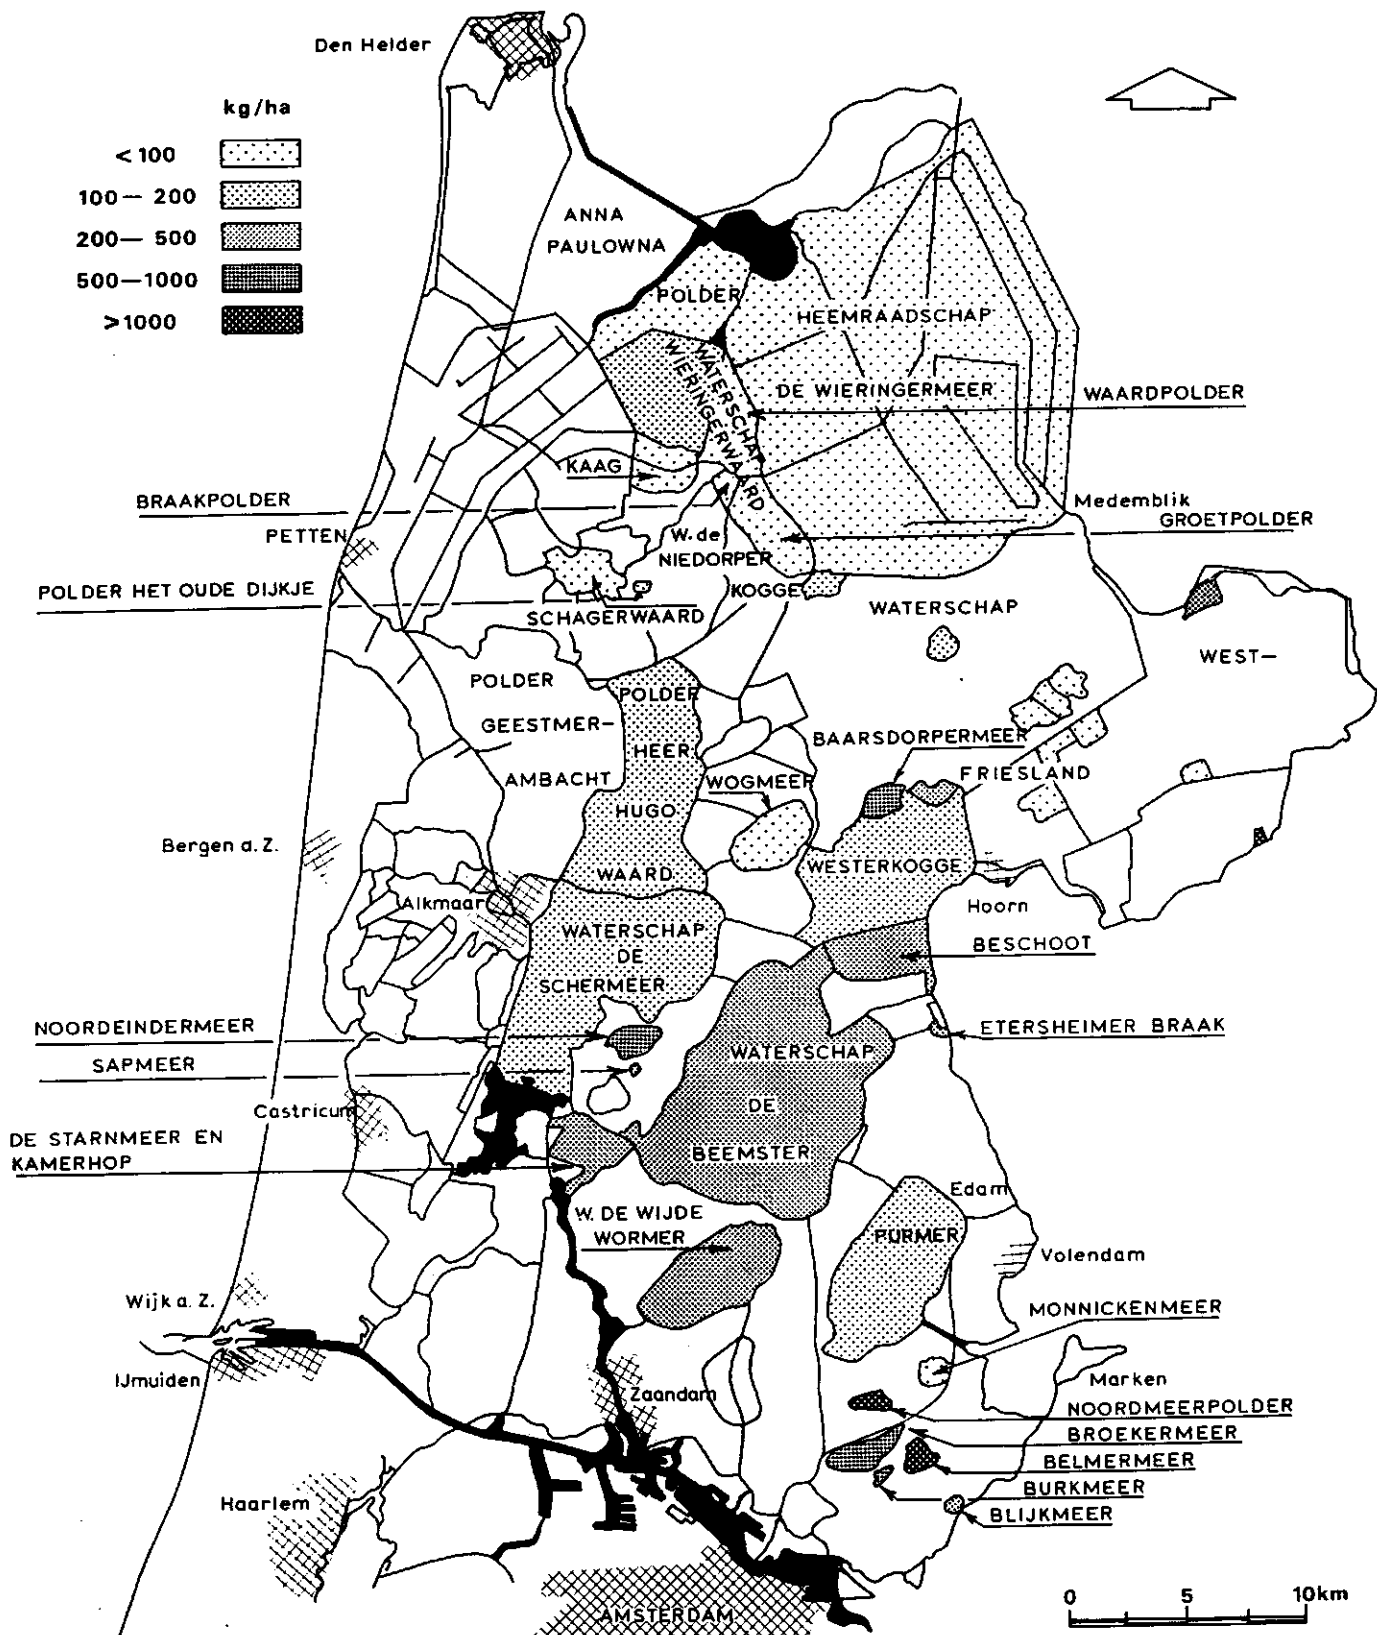 Den Helder
kg/ha
< 100
100 — 200
200 — 500
500 — 1000
> 1000
ANNA
PAULOWNA
POLDER
HEEMRAADSCHAP
WATERSCHAP
WIERINGERWAARD
DE WIERINGERMEER
WAARDPOLDER
KAAG
BRAAKPOLDER
Medemblik
GROETPOLDER
PETTEN
W. de
NIEDORPER
KOGGE
POLDER HET OUDE DIJKJE
SCHAGERWAARD
WATERSCHAP
WEST—
POLDER
GEESTMER—
AMBACHT
POLDER
HEER
HUGO
WAARD
BAARSDORPERMEER
FRIESLAND
WOGMEER
Bergen a. Z.
WESTERKOGGE
Alkmaar
Hoorn
WATERSCHAP
DE
SCHERMEER
BESCHOOT
NOORDEINDERMEER
ETERSHEIMER BRAAK
SAPMEER
WATERSCHAP
DE
BEEMSTER
Castricum
DE STARNMEER EN
KAMERHOP
Edam
W. DE WIJDE
WORMER
PURMER
Volendam
Wijk a. Z.
MONNICKENMEER
IJmuiden
Zaandam
Marken
NOORDMEERPOLDER
BROEKERMEER
BELMERMEER
BURKMEER
BLIJKMEER
Haarlem
AMSTERDAM
0 5 10km